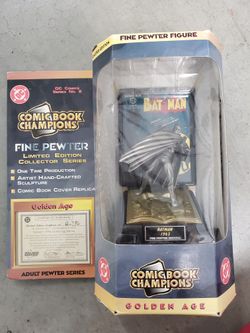 DC COMICS
SERIES No. 2
COMIC BOOK
CHAMPIONS
FINE PEWTER
LIMITED EDITION
COLLECTOR SERIES
ONE TIME PRODUCTION
ARTIST HAND-CRAFTED
SCULPTURE
COMIC BOOK COVER REPLICA
Golden Age
ADULT PEWTER SERIES
FINE PEWTER FIGURE
BATMAN
BATMAN
COMIC BOOK
CHAMPIONS
GOLDEN AGE